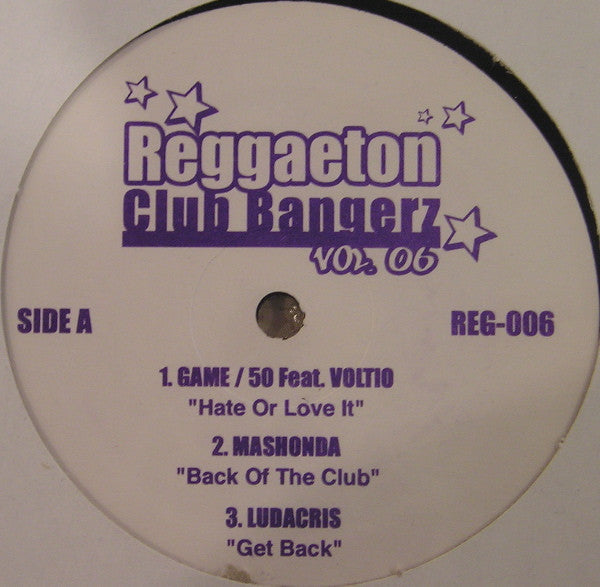 Reggaeton
Club Bangerz
VOL. 06
SIDE A
REG-006
1. GAME / 50 Feat. VOLTIO
"Hate Or Love It"
2. MASHONDA
"Back Of The Club"
3. LUDACRIS
"Get Back"